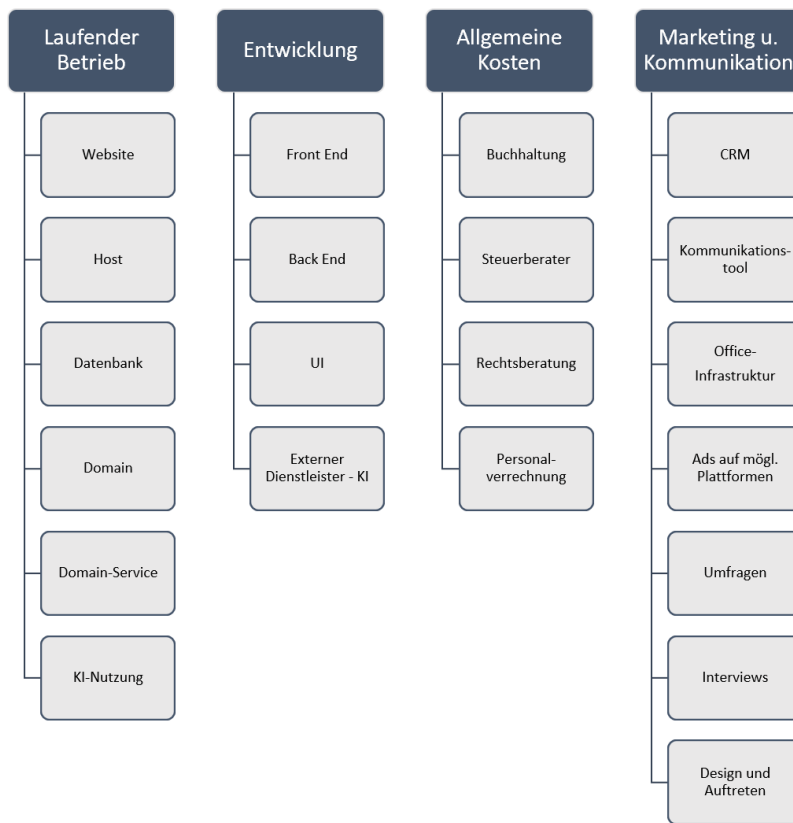 Laufender
Betrieb
Website
Host
Datenbank
Domain
Domain-Service
KI-Nutzung
Entwicklung
Front End
Back End
UI
Externer
Dienstleister - KI
Allgemeine
Kosten
Buchhaltung
Steuerberater
Rechtsberatung
Personal-
verrechnung
Marketing u.
Kommunikation
CRM
Kommunikations-
tool
Office-
Infrastruktur
Ads auf mögl.
Plattformen
Umfragen
Interviews
Design und
Auftreten